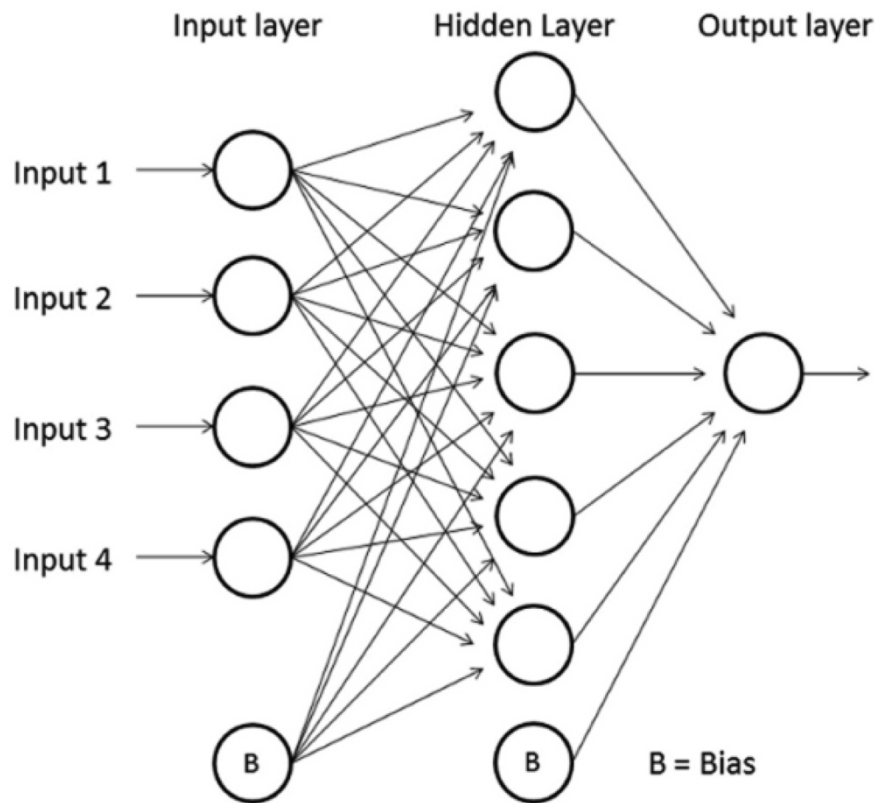 Input layer
Hidden Layer
Output layer
Input 1
Input 2
Input 3
Input 4
B
B
B = Bias